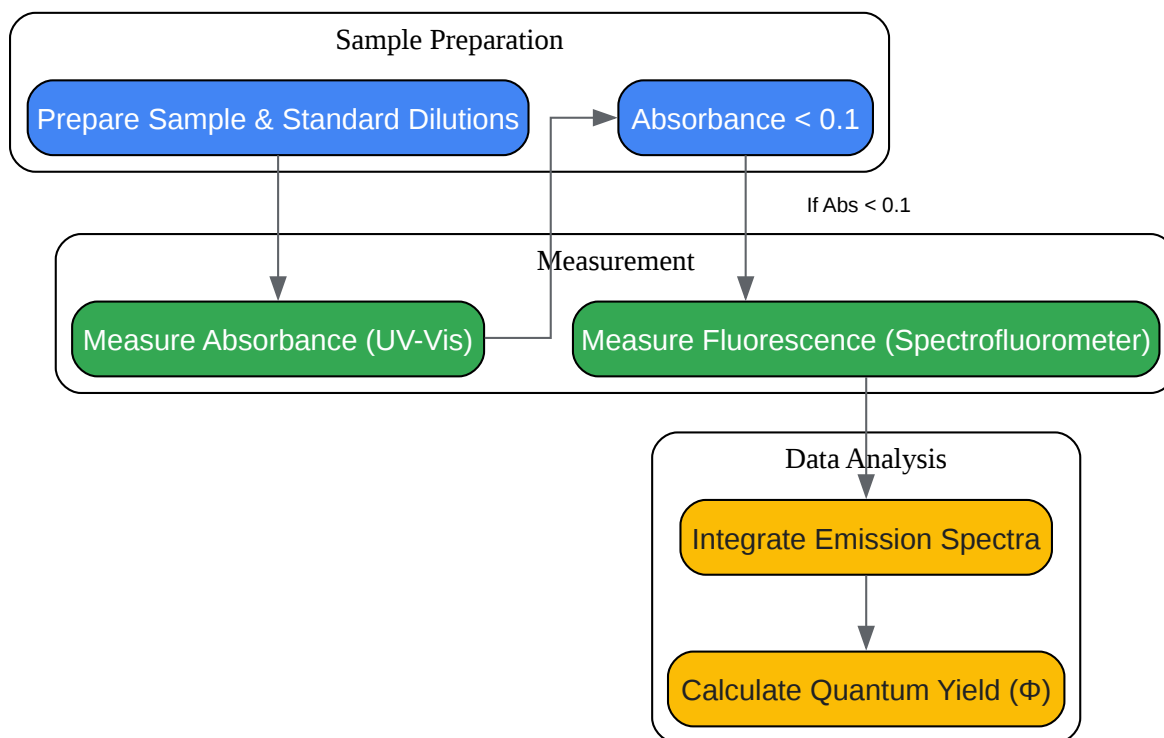 Sample Preparation
Prepare Sample & Standard Dilutions
Absorbance < 0.1
If Abs < 0.1
Measurement
Measure Absorbance (UV-Vis)
Measure Fluorescence (Spectrofluorometer)
Data Analysis
Integrate Emission Spectra
Calculate Quantum Yield (Φ)